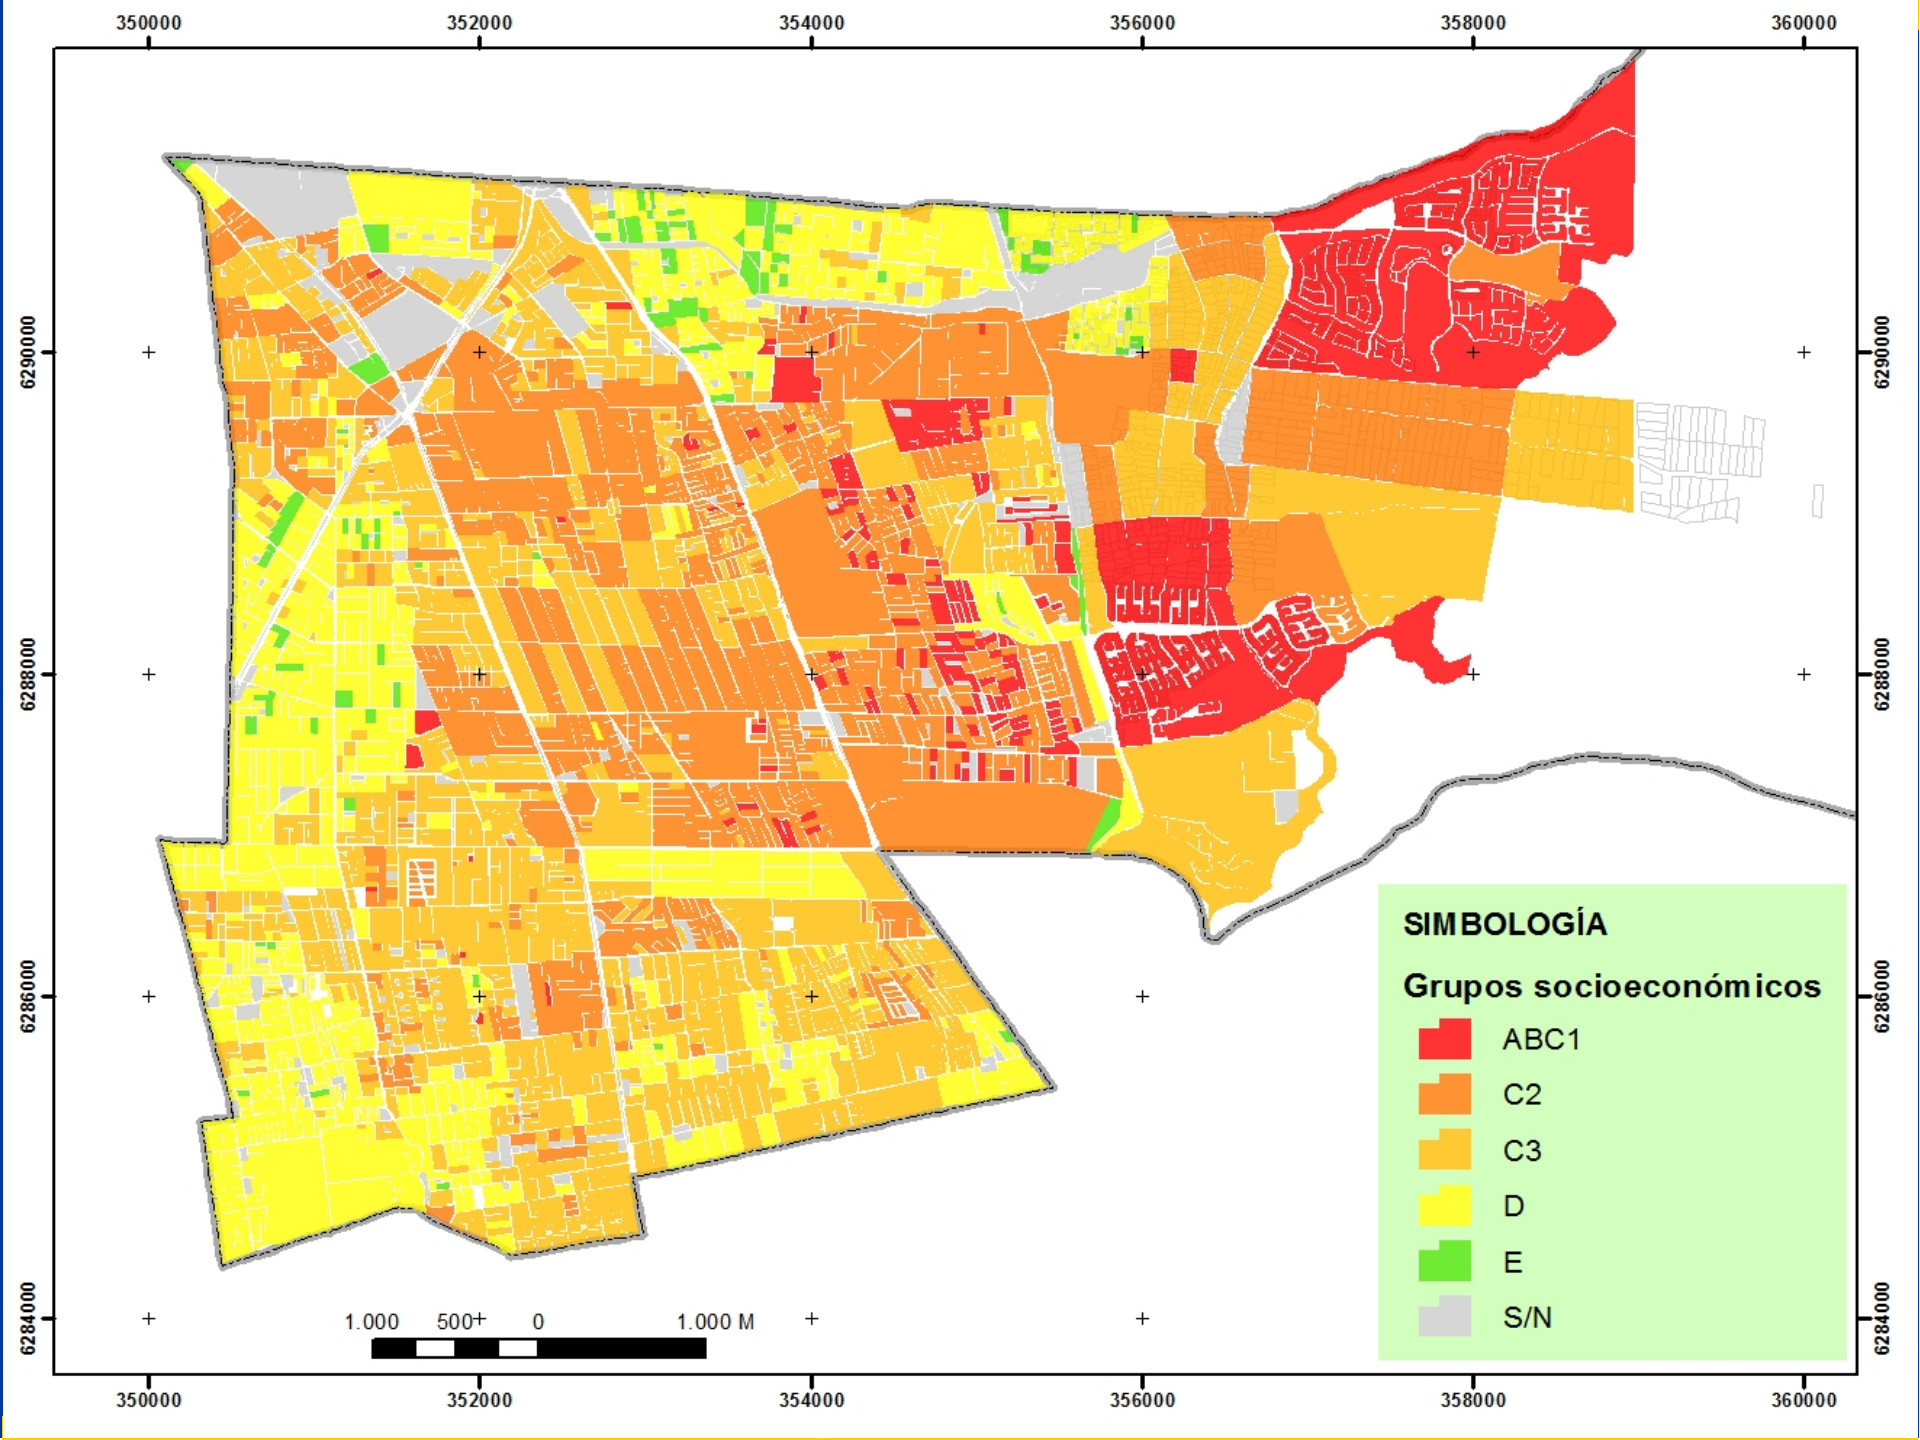 350000 352000 354000 356000 358000 360000
6290000 6290000
6288000 6288000
6286000 6286000
6284000 6284000
SIMBOLOGÍA
Grupos socioeconómicos
ABC1
C2
C3
D
E
S/N
1.000 500 0 1.000 M
350000 352000 354000 356000 358000 360000